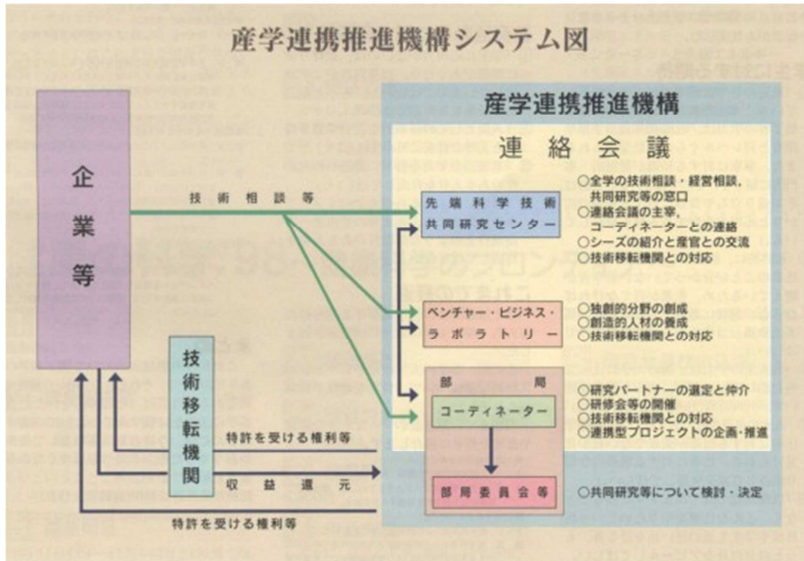 産学連携推進機構システム図
企業等
技術相談等
産学連携推進機構
連絡会議
先端科学技術
共同研究センター
○全学の技術相談・経営相談,
共同研究等の窓口
○連絡会議の主宰,
コーディネーターとの連絡
○シーズの紹介と産官との交流
○技術移転機関との対応
ベンチャー・ビジネス・
ラボラトリー
○独創的分野の創成
○創造的人材の養成
○技術移転機関との対応
技術移転機関
部局
コーディネーター
○研究パートナーの選定と仲介
○研修会等の開催
○技術移転機関との対応
○連携型プロジェクトの企画・推進
特許を受ける権利等
収益還元
部局委員会等
○共同研究等について検討・決定
特許を受ける権利等